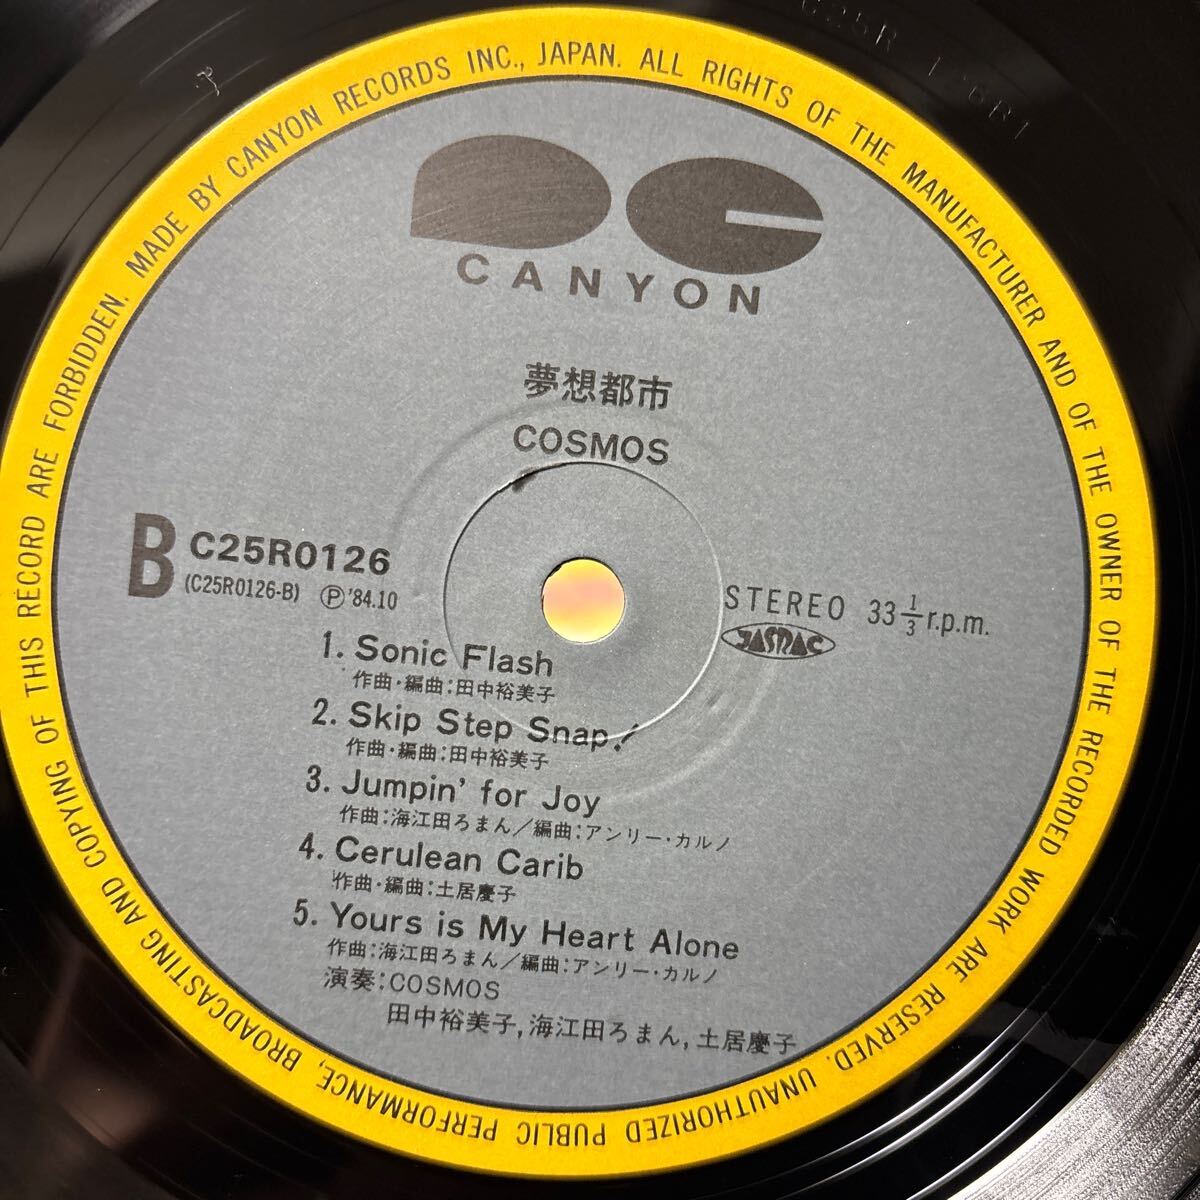 MADE BY CANYON RECORDS INC., JAPAN. ALL RIGHTS OF THE MANUFACTURER AND OF THE OWNER OF THE RECORDED WORK ARE RESERVED. UNAUTHORIZED PUBLIC PERFORMANCE, BROADCASTING AND COPYING OF THIS RECORD ARE FORBIDDEN.
CANYON
夢想都市
COSMOS
B C25R0126
(C25R0126-B) Ⓟ'84.10
STEREO 33 1/3 r.p.m.
JASRAC
1. Sonic Flash
作曲・編曲:田中裕美子
2. Skip Step Snap!
作曲・編曲:田中裕美子
3. Jumpin' for Joy
作曲:海江田ろまん/編曲:アンリー・カルノ
4. Cerulean Carib
作曲・編曲:土居慶子
5. Yours is My Heart Alone
作曲:海江田ろまん/編曲:アンリー・カルノ
演奏:COSMOS
田中裕美子,海江田ろまん,土居慶子